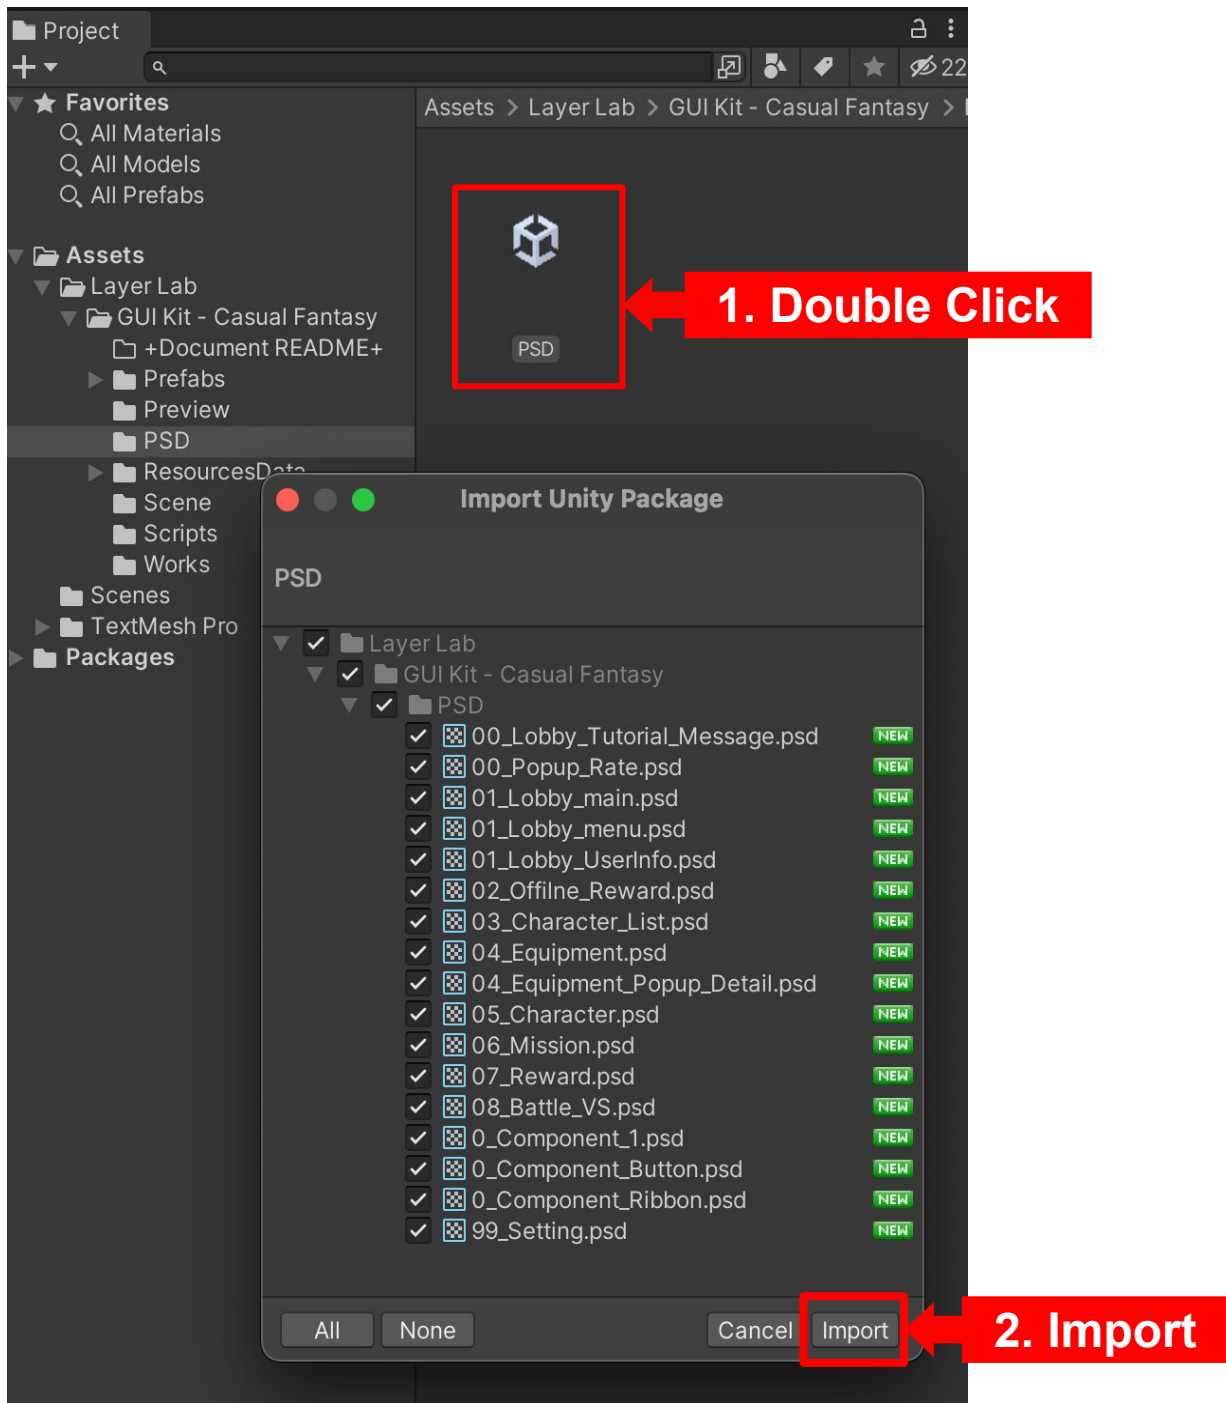 Project
22
Favorites
Assets > Layer Lab > GUI Kit - Casual Fantasy >
All Materials
All Models
All Prefabs
Assets
Layer Lab
GUI Kit - Casual Fantasy
+Document README+
Prefabs
Preview
PSD
ResourcesData
Scene
Scripts
Works
Scenes
TextMesh Pro
Packages
PSD
1. Double Click
Import Unity Package
PSD
Layer Lab
GUI Kit - Casual Fantasy
PSD
00_Lobby_Tutorial_Message.psd NEW
00_Popup_Rate.psd NEW
01_Lobby_main.psd NEW
01_Lobby_menu.psd NEW
01_Lobby_UserInfo.psd NEW
02_Offilne_Reward.psd NEW
03_Character_List.psd NEW
04_Equipment.psd NEW
04_Equipment_Popup_Detail.psd NEW
05_Character.psd NEW
06_Mission.psd NEW
07_Reward.psd NEW
08_Battle_VS.psd NEW
0_Component_1.psd NEW
0_Component_Button.psd NEW
0_Component_Ribbon.psd NEW
99_Setting.psd NEW
All None Cancel Import
2. Import